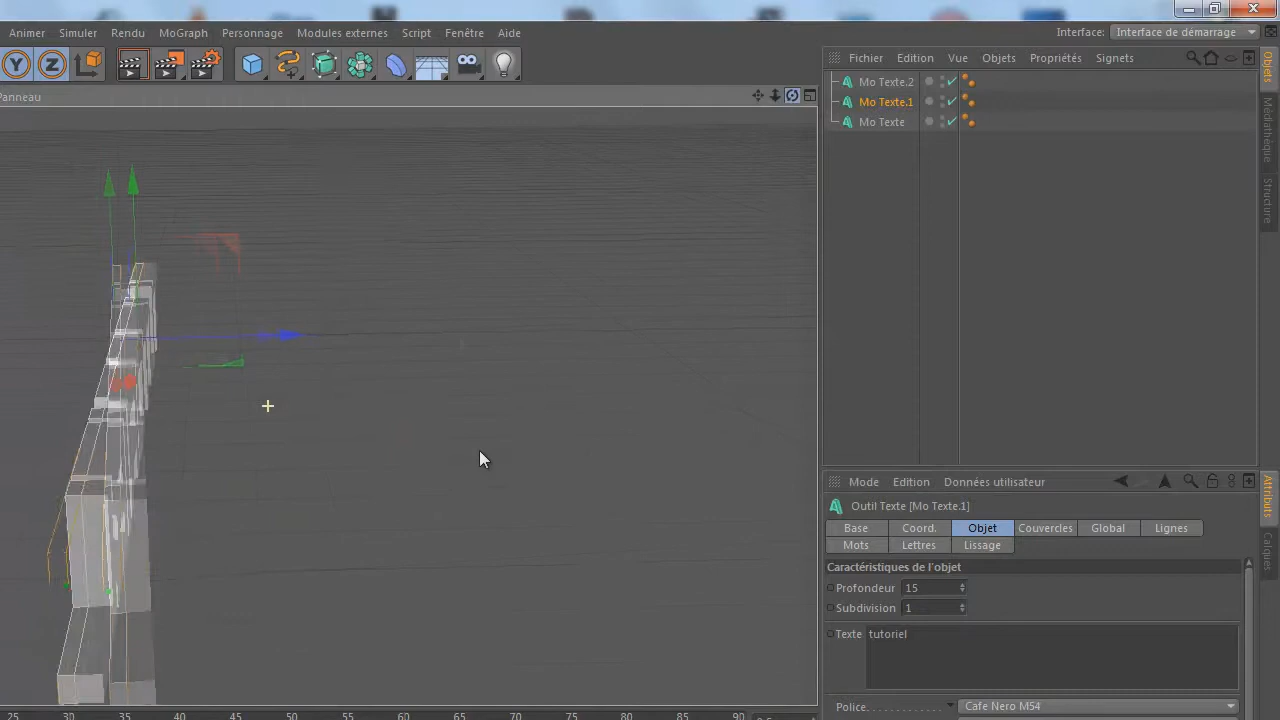 Animer Simuler Rendu MoGraph Personnage Modules externes Script Fenêtre Aide Interface: Interface de démarrage
Panneau
Fichier Edition Vue Objets Propriétés Signets
Mo Texte.2
Mo Texte.1
Mo Texte
Objets
Médiathèque
Structure
Mode Edition Données utilisateur
Outil Texte [Mo Texte.1]
Base Coord. Objet Couvercles Global Lignes
Mots Lettres Lissage
Caractéristiques de l'objet
Profondeur 15
Subdivision 1
Texte tutoriel
Police Cafe Nero M54
Attributs
Calques
25 30 35 40 45 50 55 60 65 70 75 80 85 90